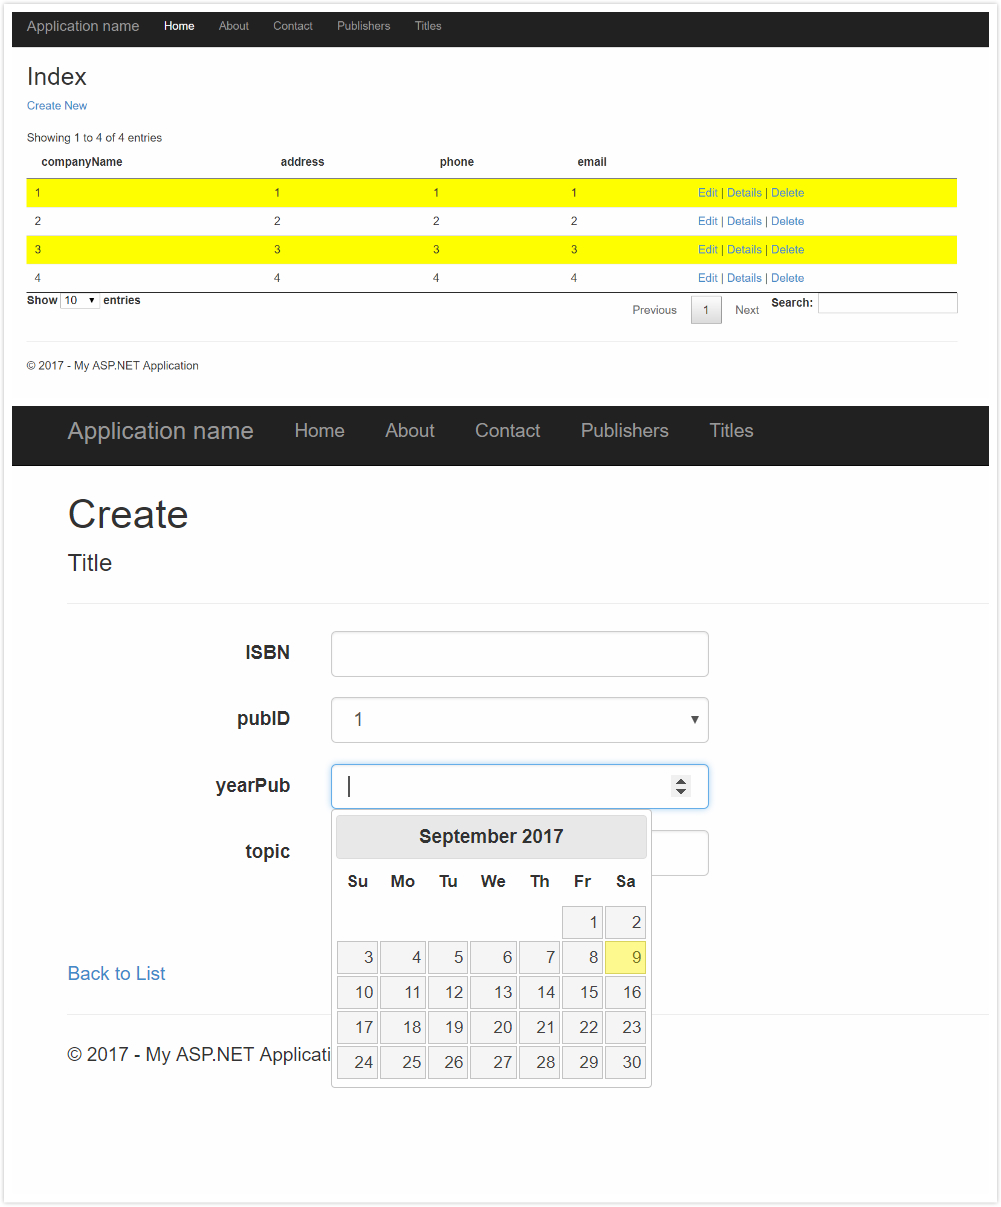 Application name Home About Contact Publishers Titles
Index
Create New
Showing 1 to 4 of 4 entries
companyName address phone email
1 1 1 1 Edit | Details | Delete
2 2 2 2 Edit | Details | Delete
3 3 3 3 Edit | Details | Delete
4 4 4 4 Edit | Details | Delete
Show 10 entries Previous 1 Next Search:
© 2017 - My ASP.NET Application
Application name Home About Contact Publishers Titles
Create
Title
ISBN
pubID 1
yearPub
topic
September 2017
Su Mo Tu We Th Fr Sa
1 2
3 4 5 6 7 8 9
10 11 12 13 14 15 16
17 18 19 20 21 22 23
24 25 26 27 28 29 30
Back to List
© 2017 - My ASP.NET Applicati